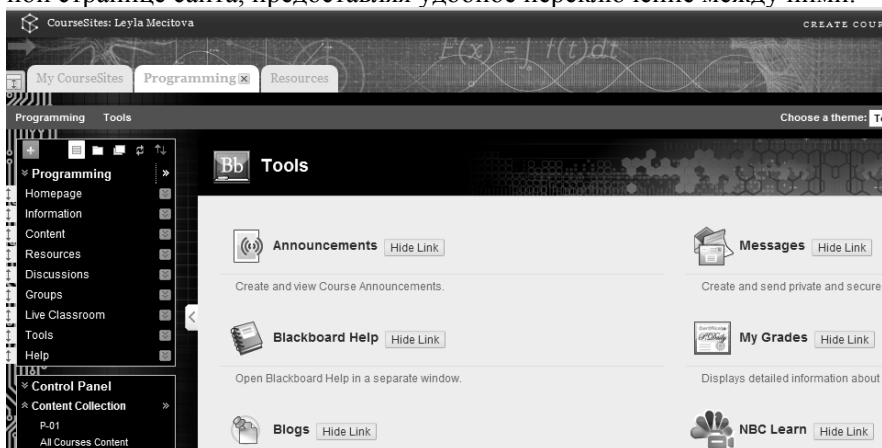 ной странице сайта, предоставляя удобное переключение между ними.
CourseSites: Leyla Mecitova
CREATE COUR
E(x) = ∫ f(t)dt
My CourseSites
Programming
Resources
Programming
Tools
Choose a theme:
Programming
Homepage
Information
Content
Resources
Discussions
Groups
Live Classroom
Tools
Help
Control Panel
Content Collection
P-01
All Courses Content
Bb
Tools
Announcements
Hide Link
Create and view Course Announcements.
Messages
Hide Link
Create and send private and secure
Blackboard Help
Hide Link
Open Blackboard Help in a separate window.
My Grades
Hide Link
Displays detailed information about
Blogs
Hide Link
NBC Learn
Hide Link